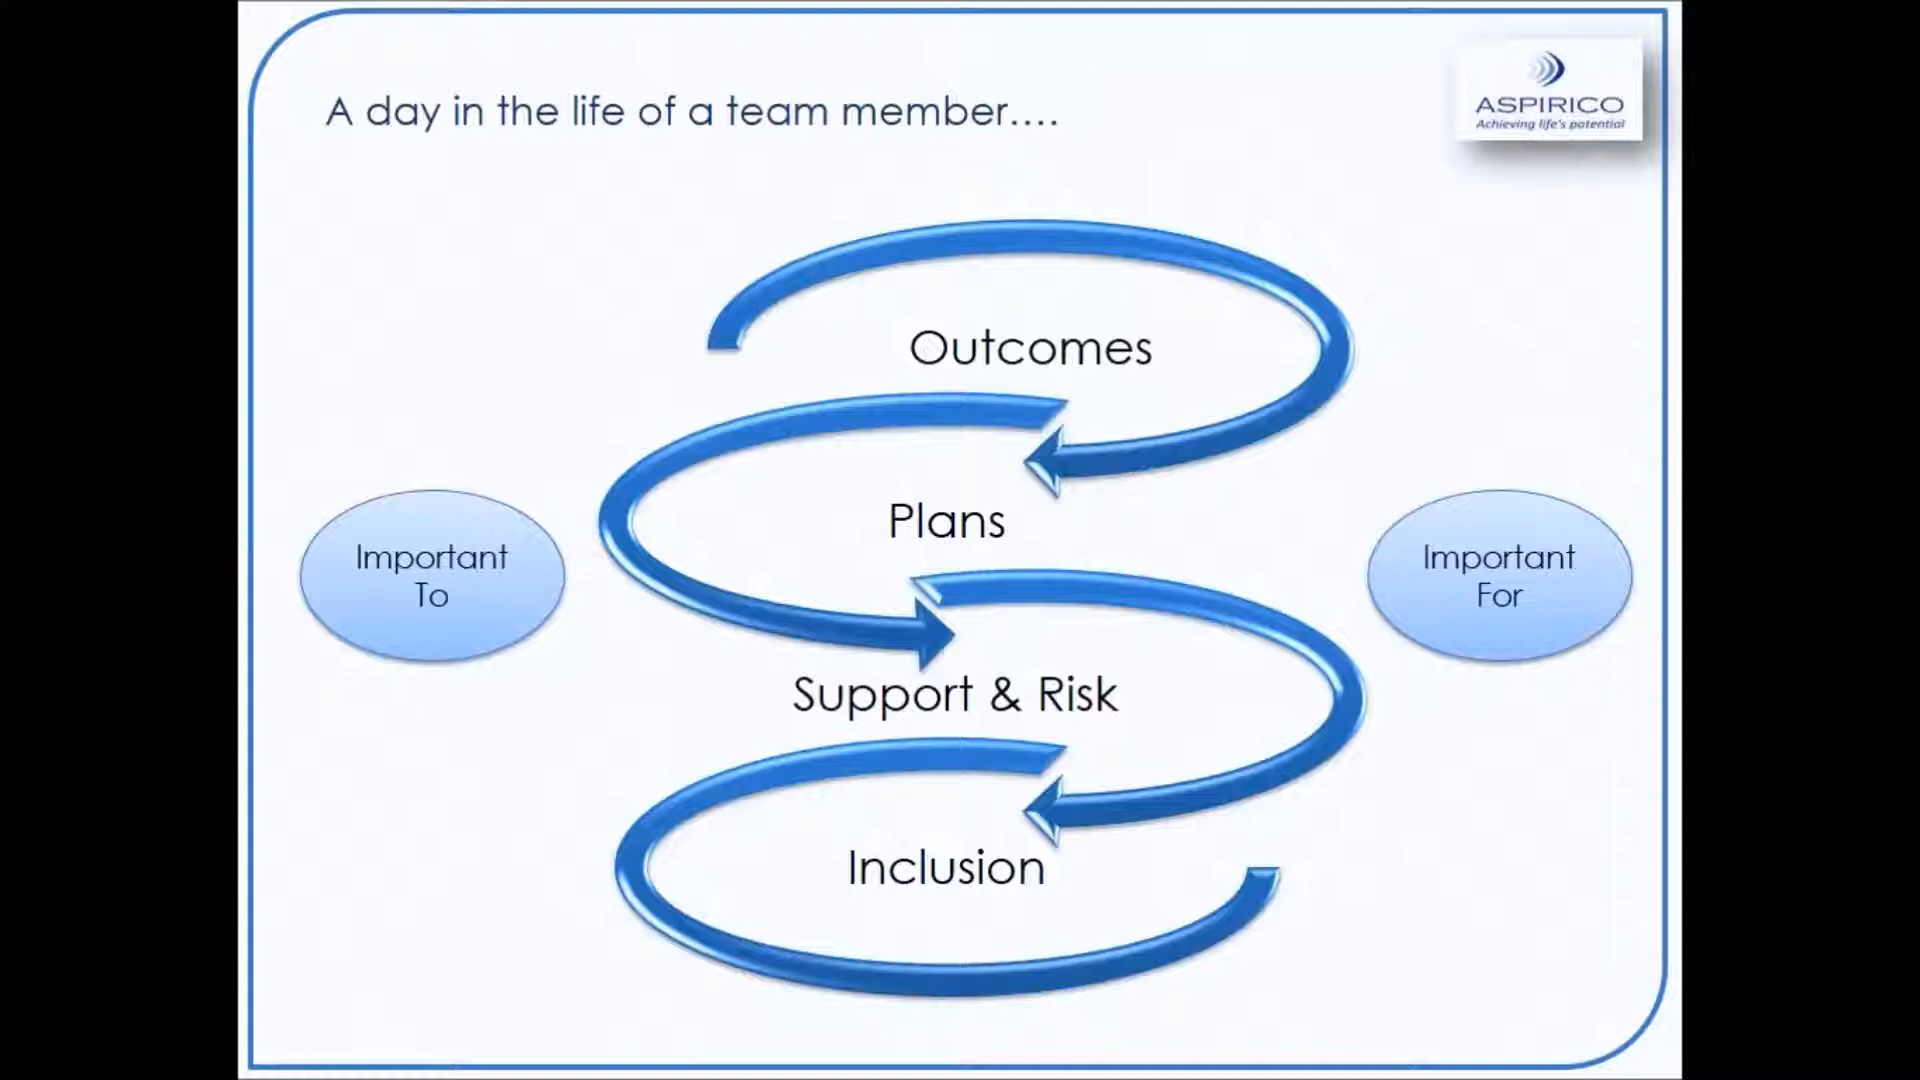 A day in the life of a team member....
ASPIRICO
Achieving life's potential
Outcomes
Plans
Important
To
Important
For
Support & Risk
Inclusion